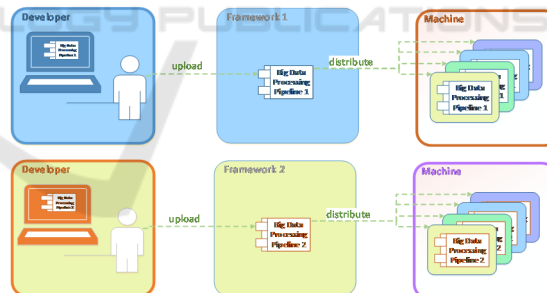 Developer
Framework 1
Machine
Big Data
Processing
Pipeline 1
upload
distribute
Big Data
Processing
Pipeline 1
Big Data
Processing
Pipeline 1
Developer
Framework 2
Machine
Big Data
Processing
Pipeline 2
upload
distribute
Big Data
Processing
Pipeline 2
Big Data
Processing
Pipeline 2